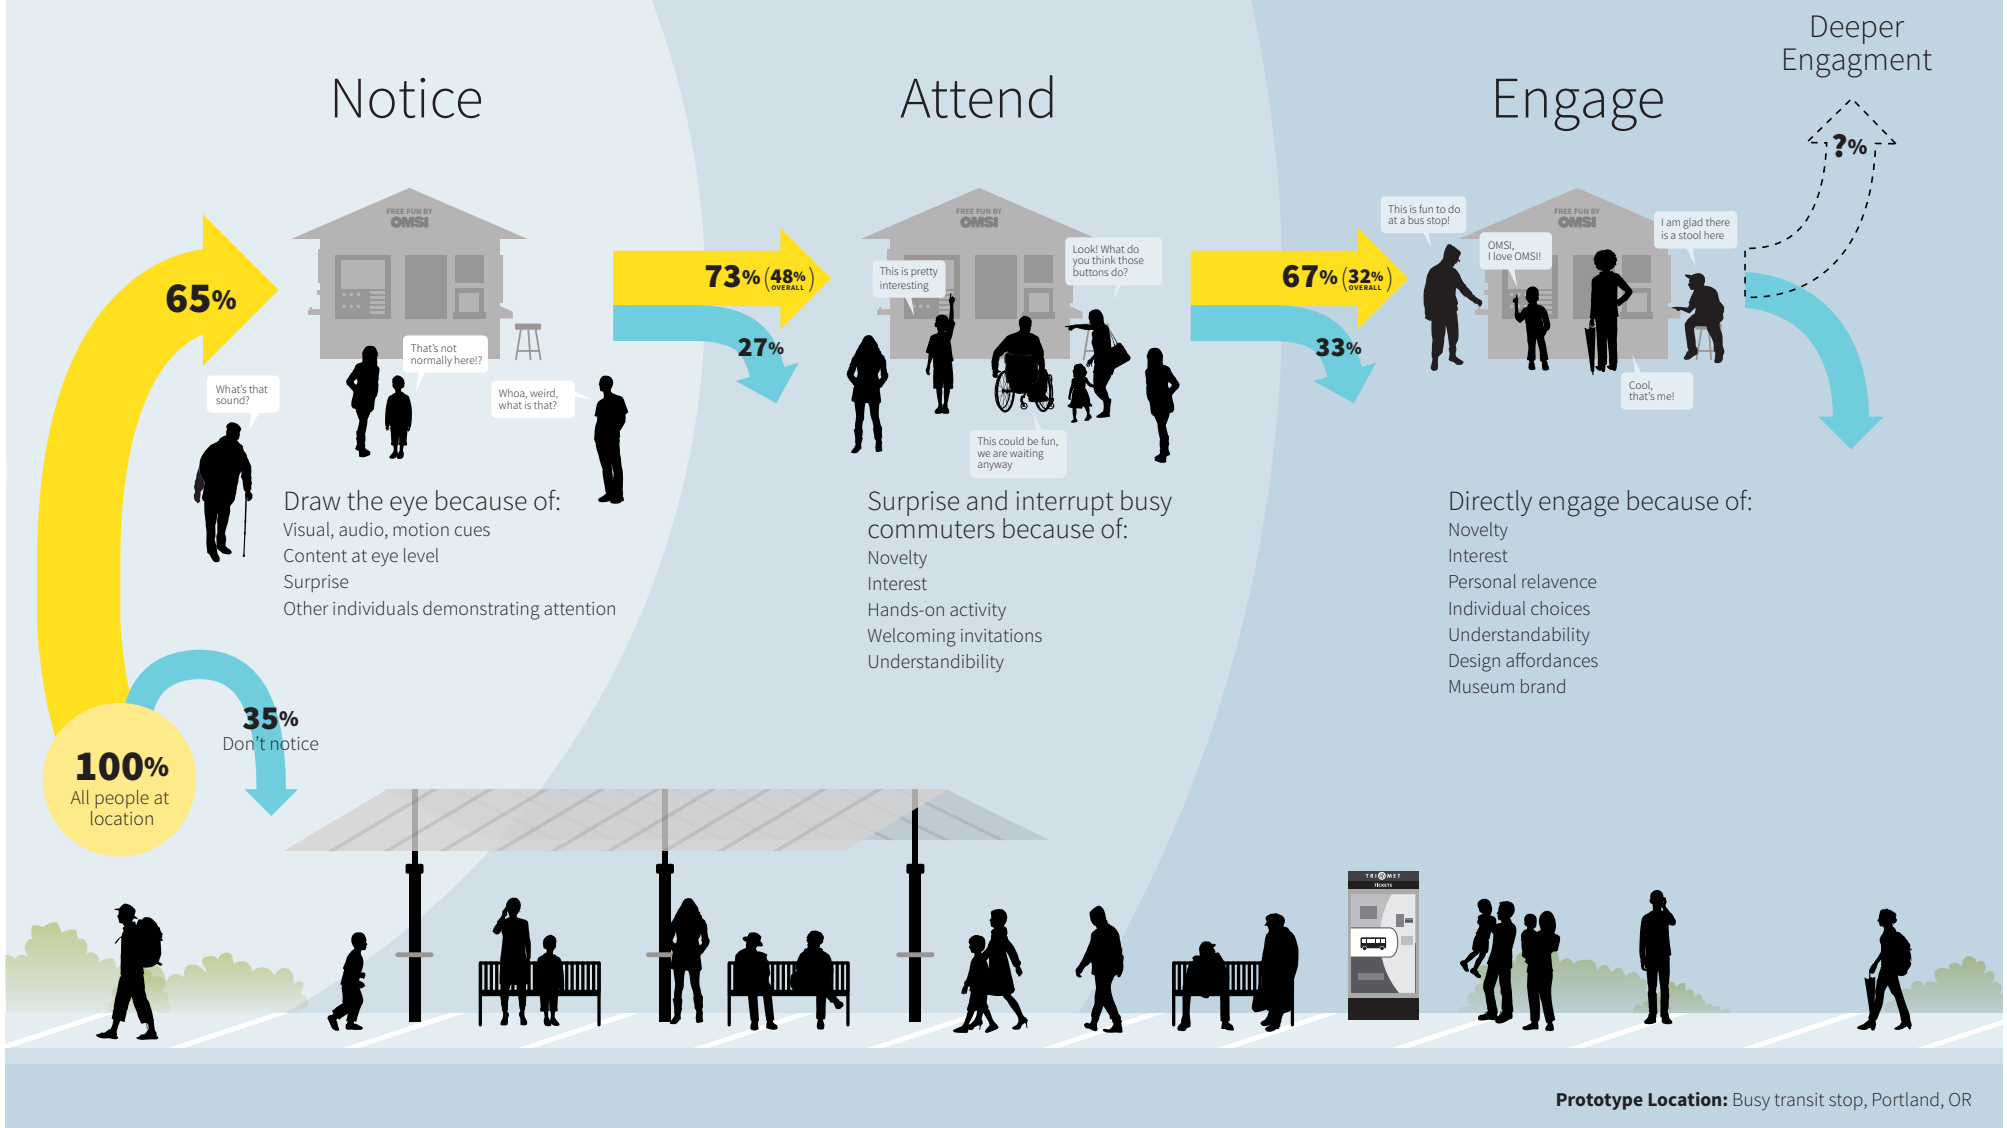 Notice
Attend
Engage
Deeper
Engagment
?%
FREE FUN BY
OMSI
65%
What's that
sound?
That's not
normally here!?
Whoa, weird,
what is that?
Draw the eye because of:
Visual, audio, motion cues
Content at eye level
Surprise
Other individuals demonstrating attention
35%
Don't notice
100%
All people at
location
73% (48%)
OVERALL
27%
FREE FUN BY
OMSI
This is pretty
interesting
Look! What do
you think those
buttons do?
This could be fun,
we are waiting
anyway
Surprise and interrupt busy
commuters because of:
Novelty
Interest
Hands-on activity
Welcoming invitations
Understandibility
67% (32%)
OVERALL
33%
FREE FUN BY
OMSI
This is fun to do
at a bus stop!
OMSI,
I love OMSI!
I am glad there
is a stool here
Cool,
that's me!
Directly engage because of:
Novelty
Interest
Personal relavence
Individual choices
Understandability
Design affordances
Museum brand
TRI MET
TICKETS
Prototype Location: Busy transit stop, Portland, OR